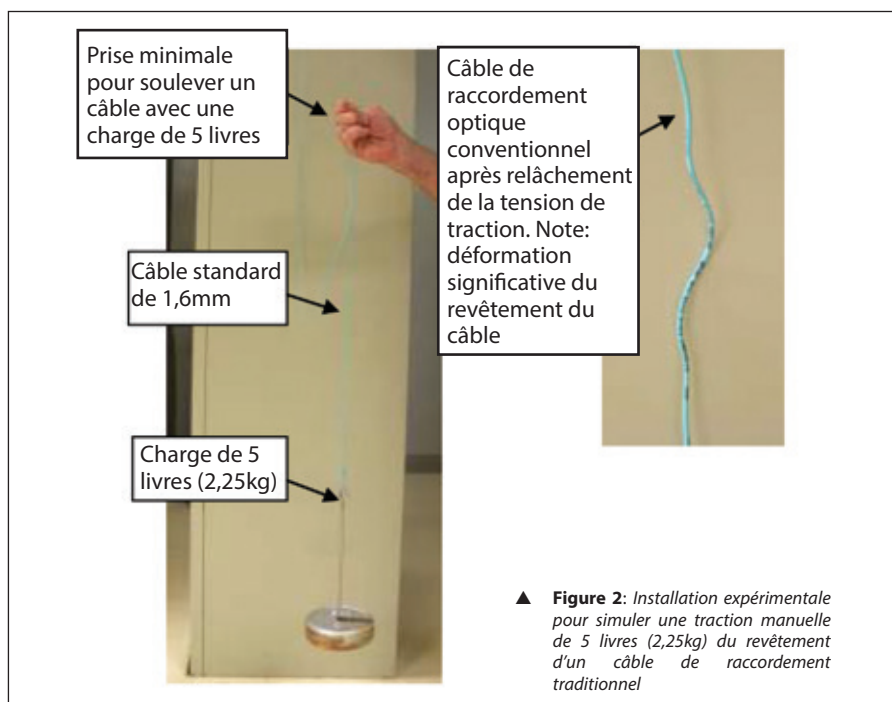 Prise minimale
pour soulever un
câble avec une
charge de 5 livres
Câble standard
de 1,6mm
Charge de 5
livres (2,25kg)
Câble de
raccordement
optique
conventionnel
après relâchement
de la tension de
traction. Note:
déformation
significative du
revêtement du
câble
▲ Figure 2: Installation expérimentale
pour simuler une traction manuelle
de 5 livres (2,25kg) du revêtement
d'un câble de raccordement
traditionnel